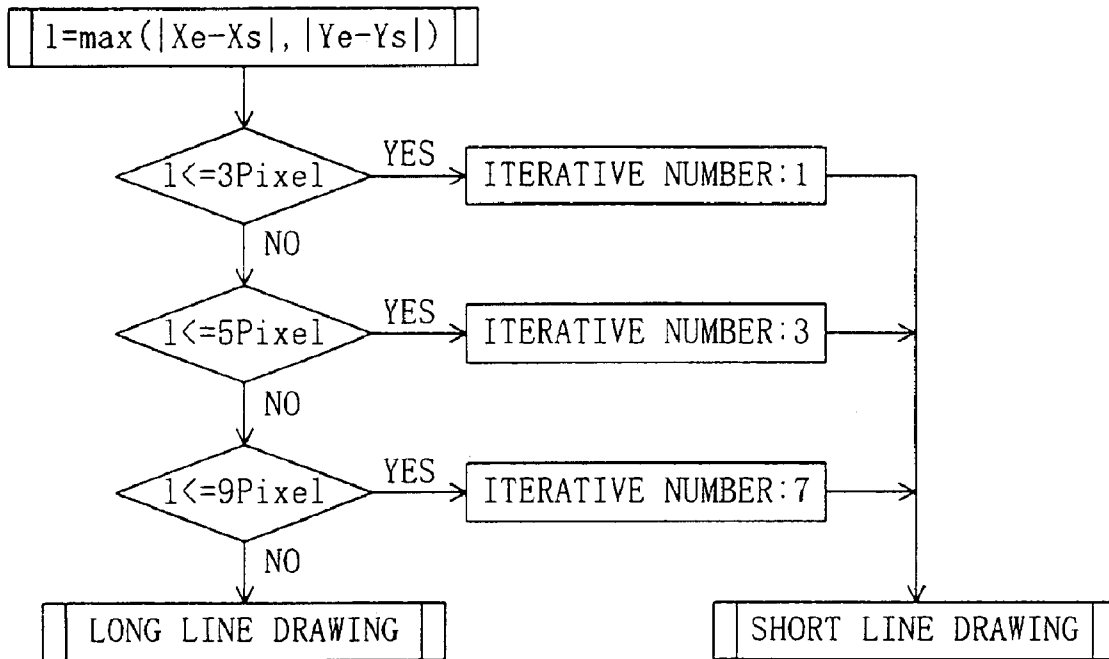 l=max(|Xe-Xs|,|Ye-Ys|)
l<=3Pixel
YES
ITERATIVE NUMBER:1
NO
l<=5Pixel
YES
ITERATIVE NUMBER:3
NO
l<=9Pixel
YES
ITERATIVE NUMBER:7
NO
LONG LINE DRAWING
SHORT LINE DRAWING